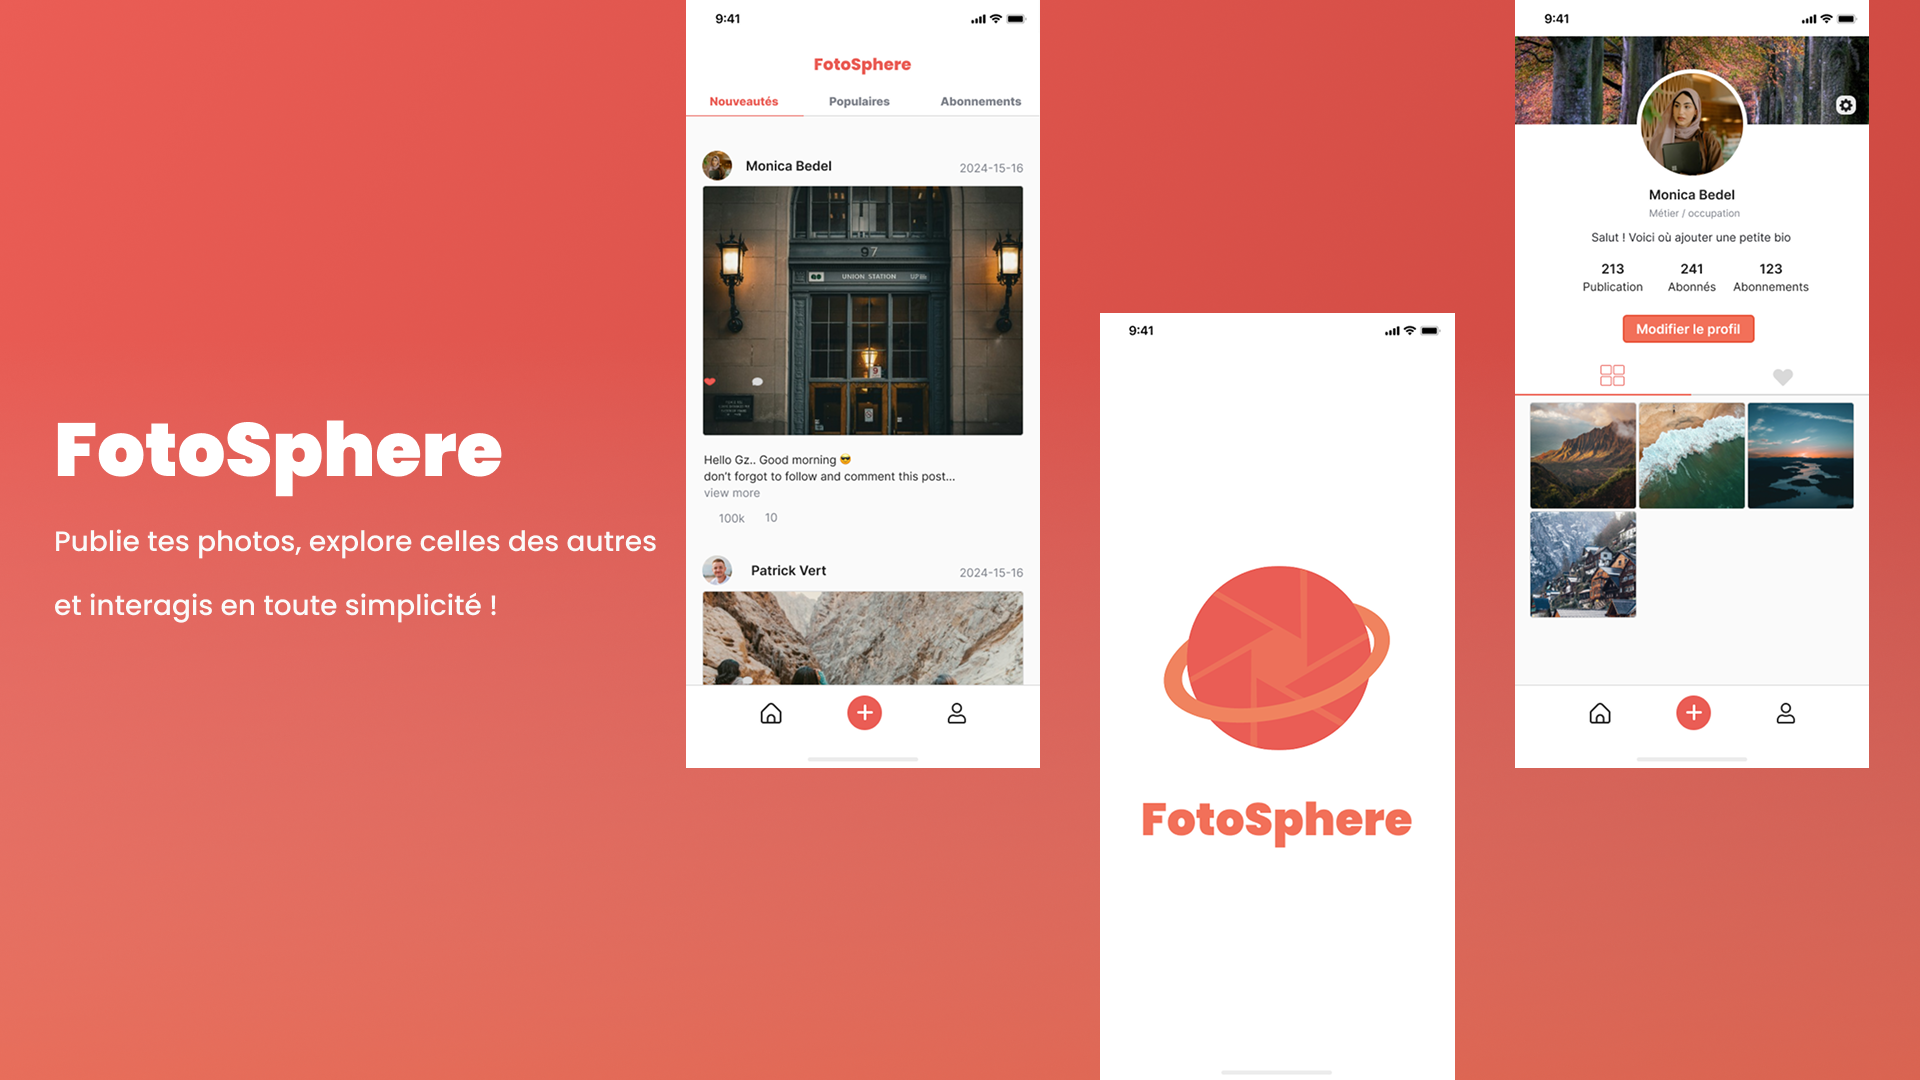 FotoSphere
Publie tes photos, explore celles des autres
et interagis en toute simplicité !
9:41
FotoSphere
Nouveautés Populaires Abonnements
Monica Bedel 2024-15-16
97
UNION STATION
Hello Gz.. Good morning 😎
don't forgot to follow and comment this post...
view more
100k 10
Patrick Vert 2024-15-16
9:41
FotoSphere
9:41
Monica Bedel
Métier / occupation
Salut ! Voici où ajouter une petite bio
213 241 123
Publication Abonnés Abonnements
Modifier le profil